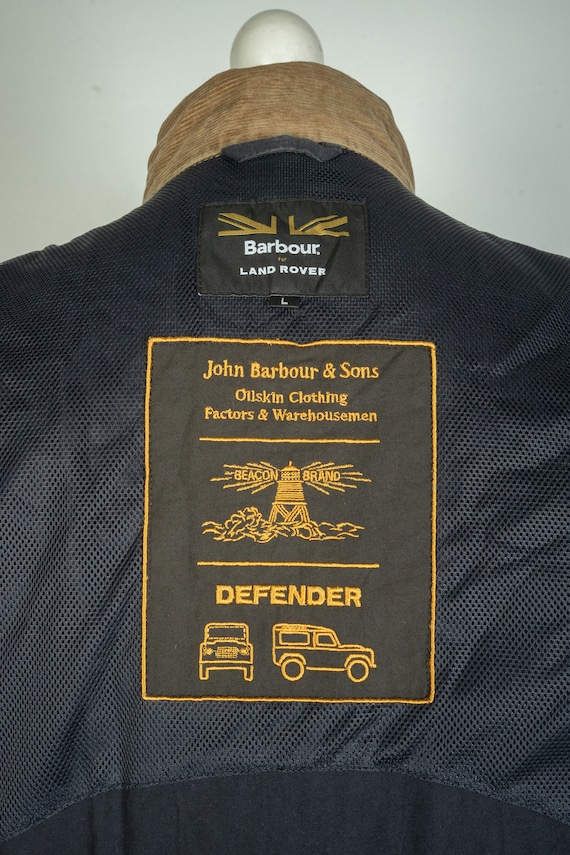 Barbour.
FOR
LAND ROVER
L
John Barbour & Sons
Oilskin Clothing
Factors & Warehousemen
BEACON BRAND
DEFENDER